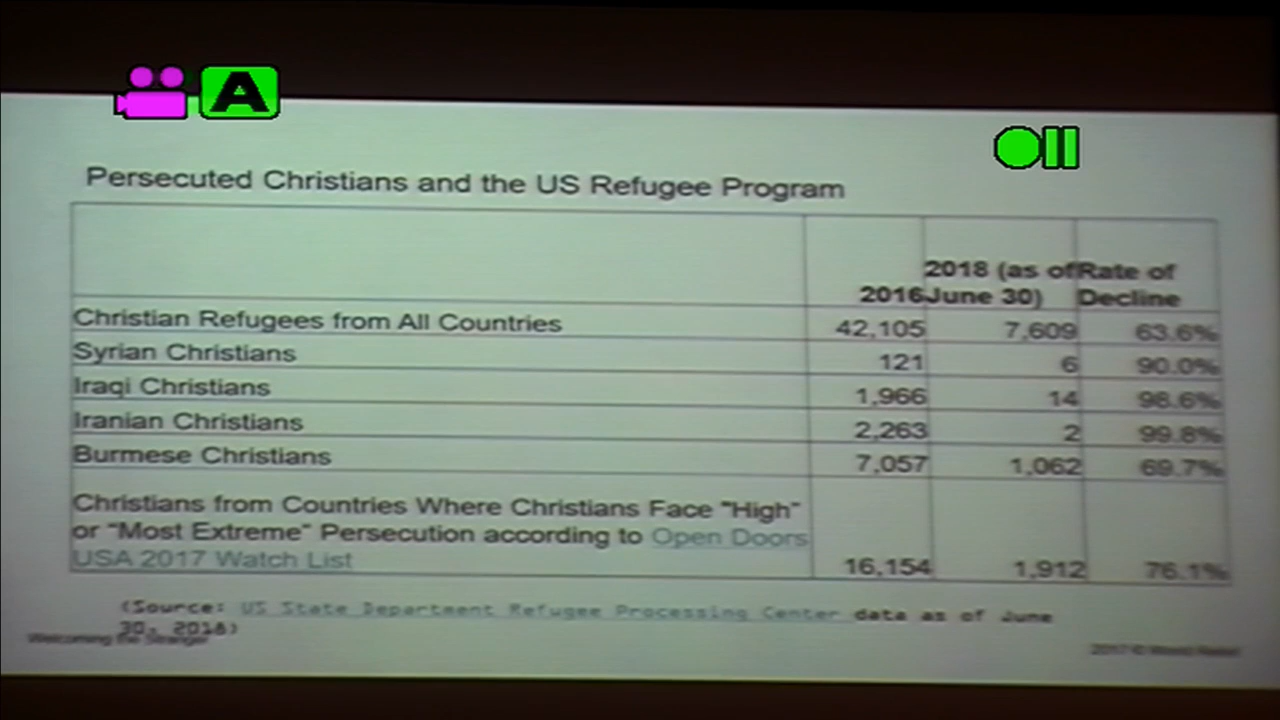 A
Persecuted Christians and the US Refugee Program
2016 2018 (as of June 30) Rate of Decline
Christian Refugees from All Countries 42,105 7,609 63.6%
Syrian Christians 121 6 90.0%
Iraqi Christians 1,966 14 98.6%
Iranian Christians 2,263 2 99.8%
Burmese Christians 7,057 1,062 69.7%
Christians from Countries Where Christians Face "High"
or "Most Extreme" Persecution according to Open Doors
USA 2017 Watch List 16,154 1,912 76.1%
(Source: US State Department Refugee Processing Center data as of June
30, 2018)
Welcoming the Stranger
2017 ©